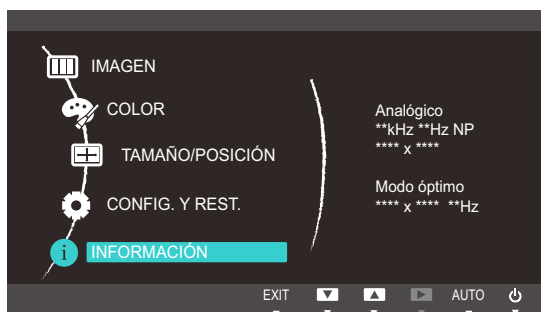 IMAGEN
COLOR
TAMAÑO/POSICIÓN
CONFIG. Y REST.
i INFORMACIÓN
Analógico
**kHz **Hz NP
**** x ****
Modo óptimo
**** x **** **Hz
EXIT AUTO